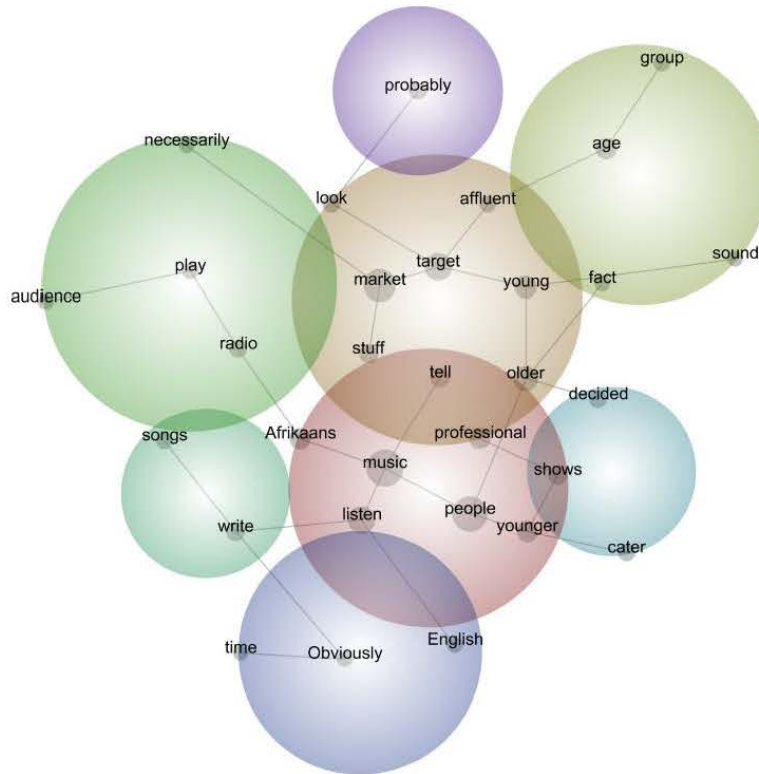 group
probably
necessarily
age
look
affluent
sound
target
play
market
young
fact
audience
radio
stuff
tell
older
decided
songs
Afrikaans
professional
music
shows
people
listen
write
younger
cater
time
Obviously
English